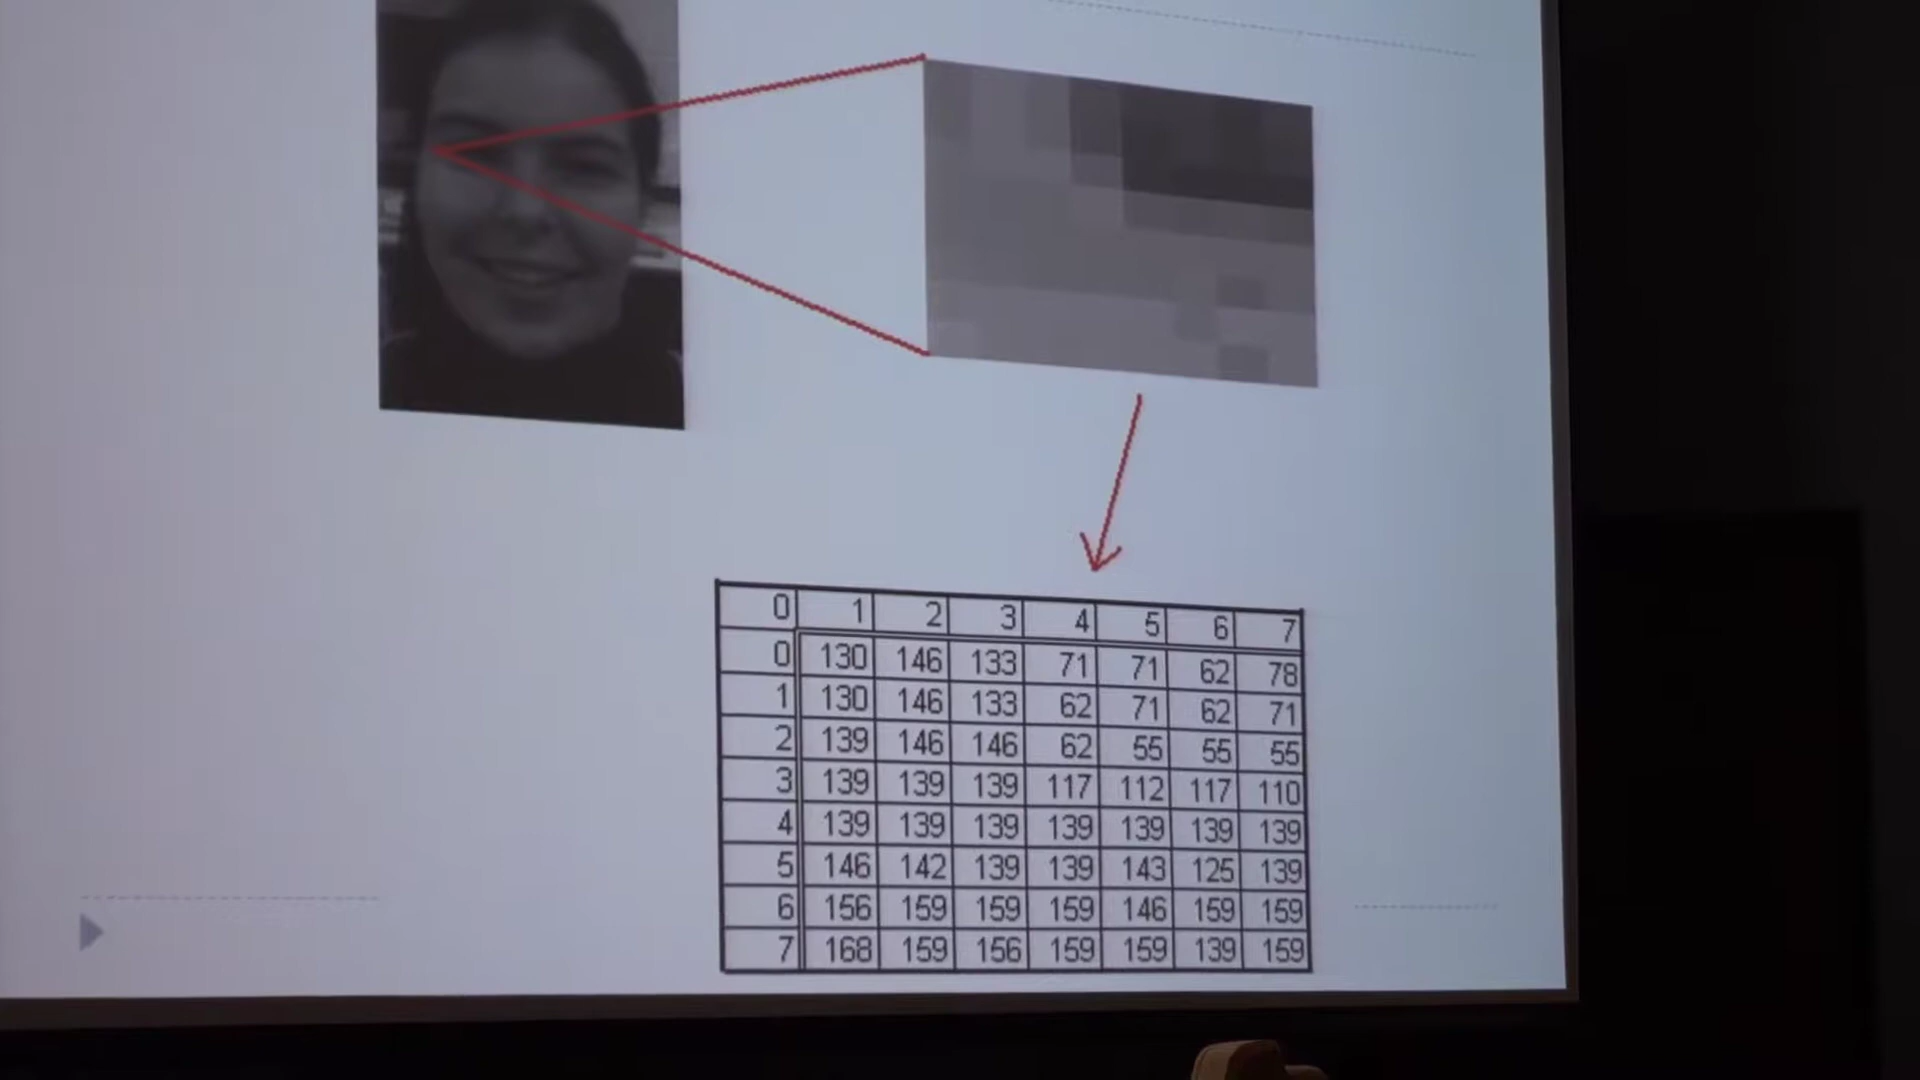 0 1 2 3 4 5 6 7
0 130 146 133 71 71 62 78
1 130 146 133 62 71 62 71
2 139 146 146 62 55 55 55
3 139 139 139 117 112 117 110
4 139 139 139 139 139 139 139
5 146 142 139 139 143 125 139
6 156 159 159 159 146 159 159
7 168 159 156 159 159 139 159